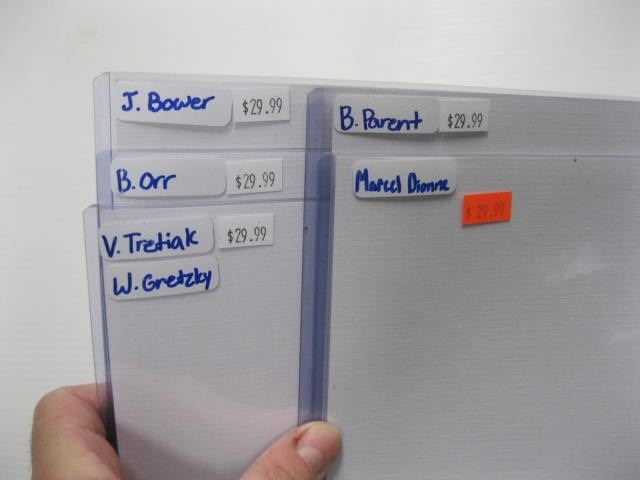 J. Bower $29.99
B. Orr $29.99
V. Tretiak $29.99
W. Gretzky
B. Parent $29.99
Marcel Dionne
$29.99